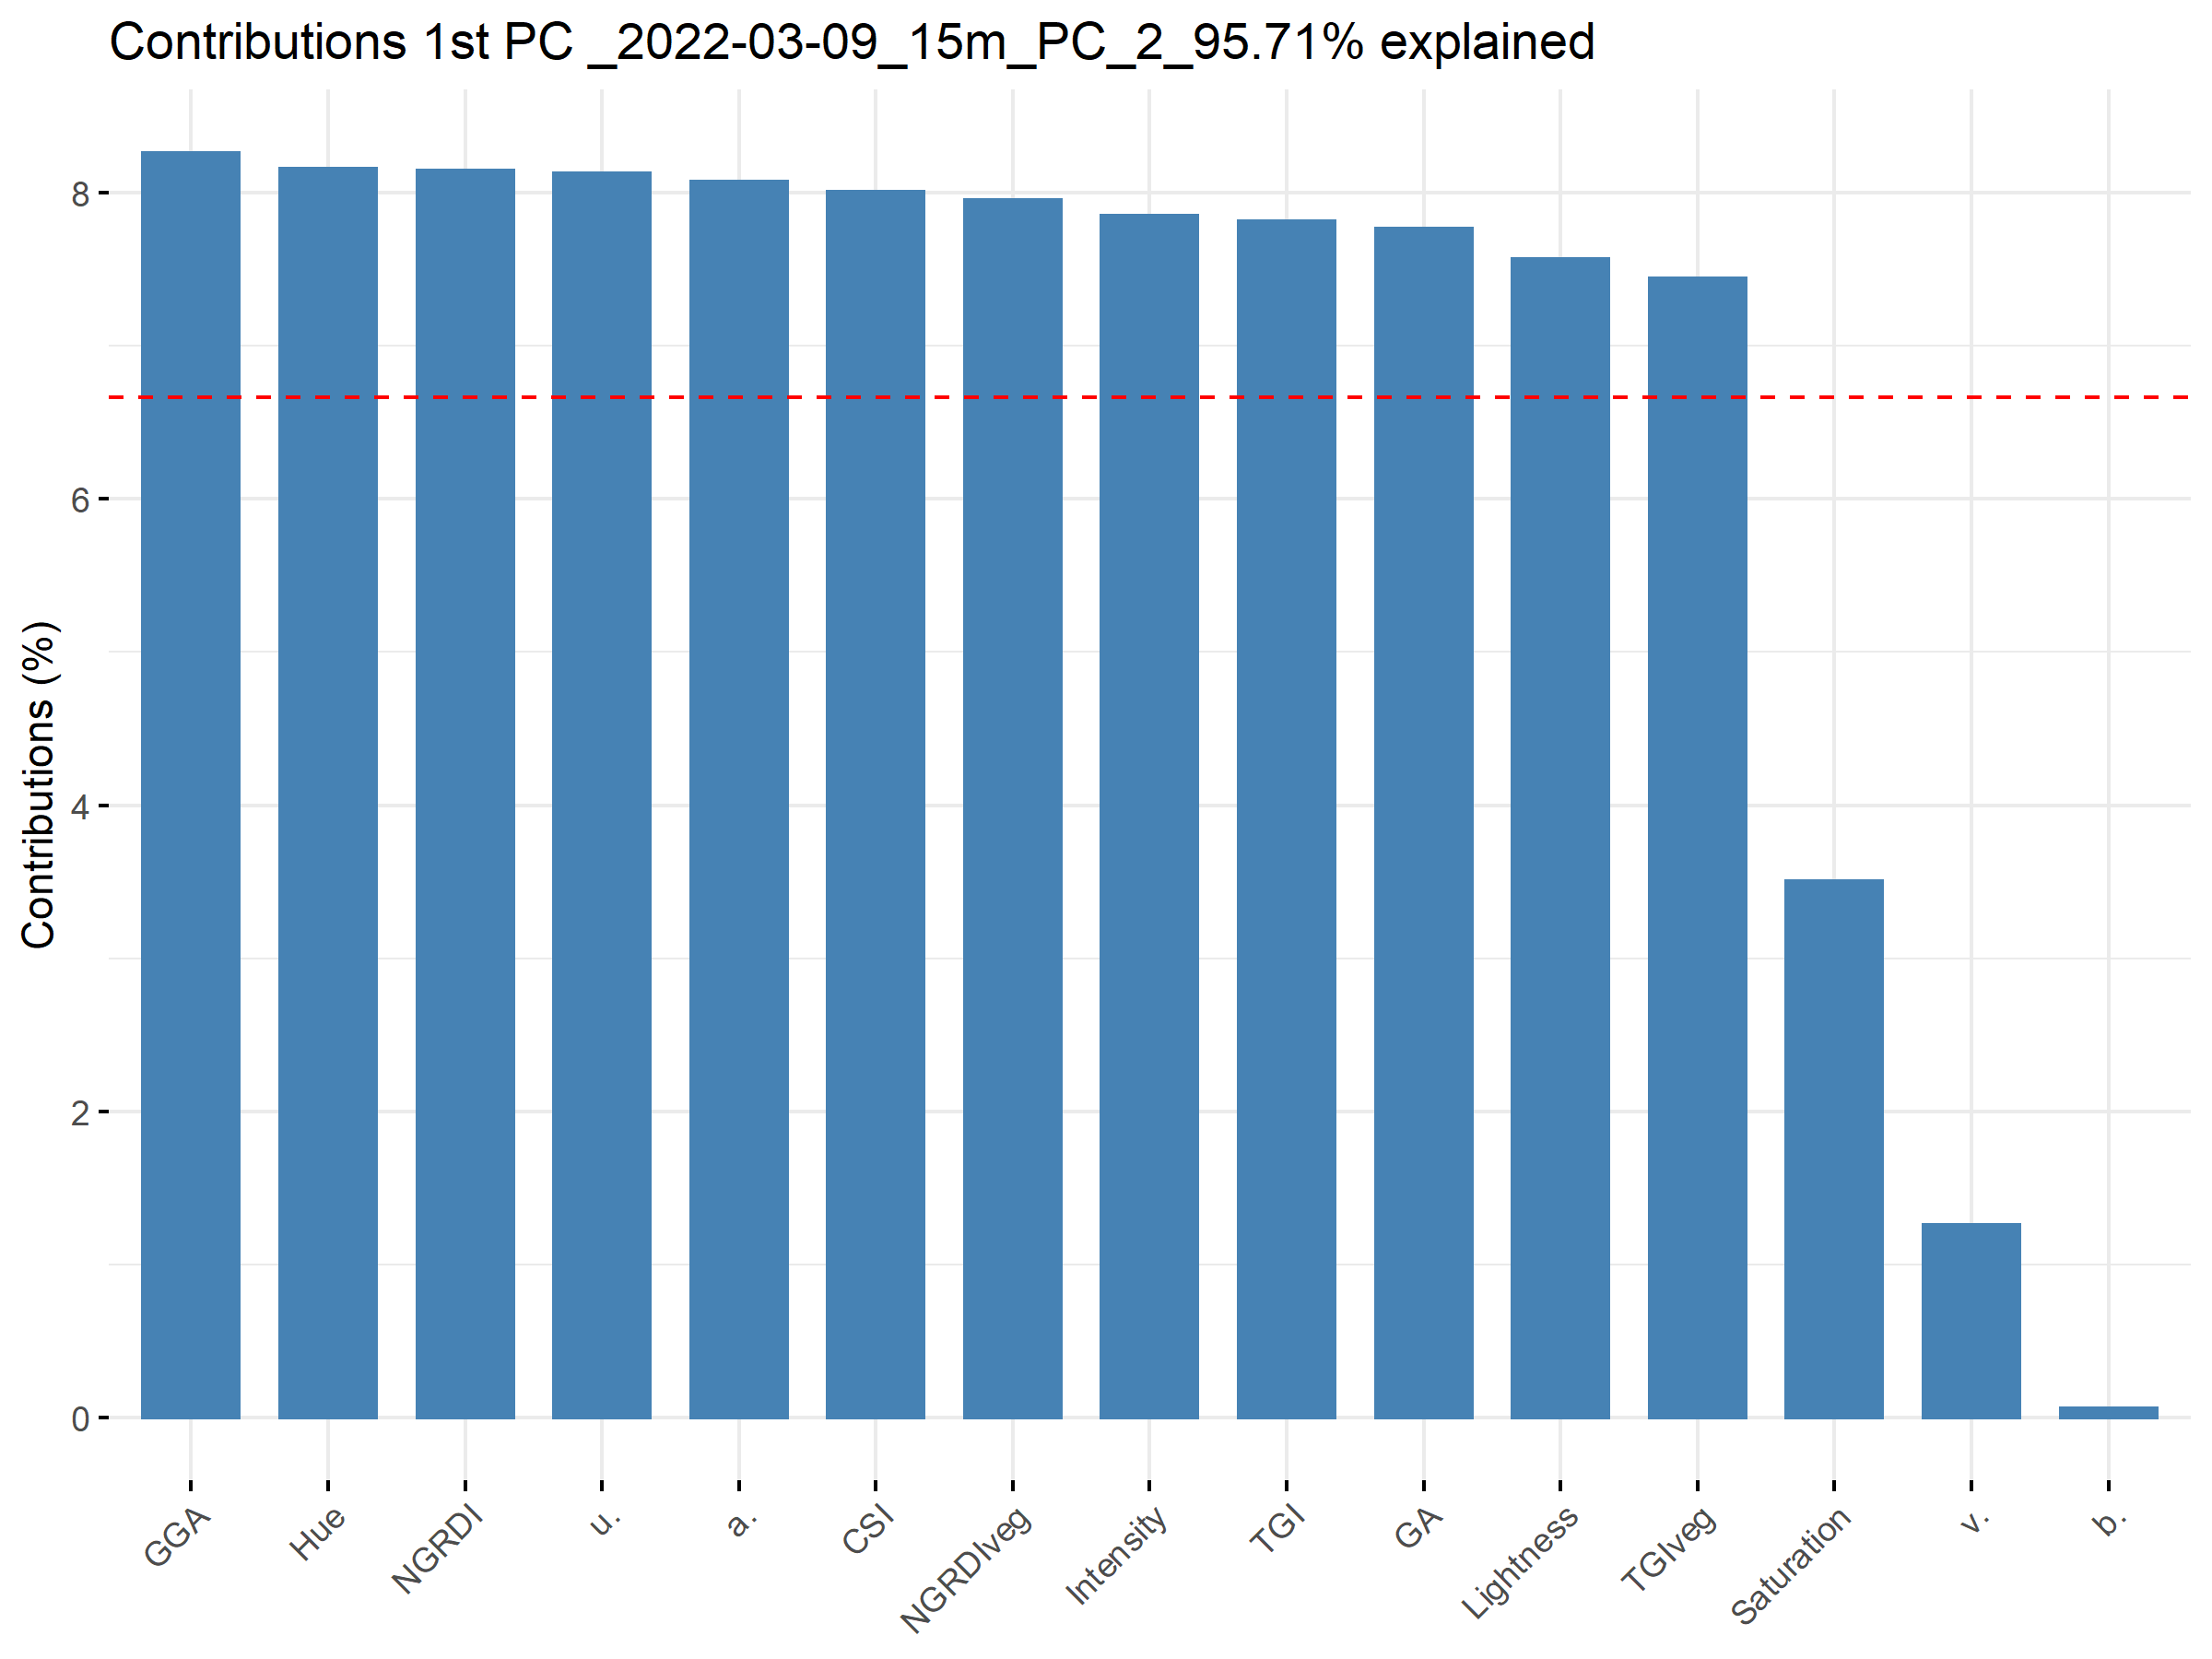 Contributions 1st PC _2022-03-09_15m_PC_2_95.71% explained
Contributions (%)
8
6
4
2
0
GGA
Hue
NGRDI
u.
a.
CSI
NGRDIveg
Intensity
TGI
GA
Lightness
TGIveg
Saturation
v.
b.